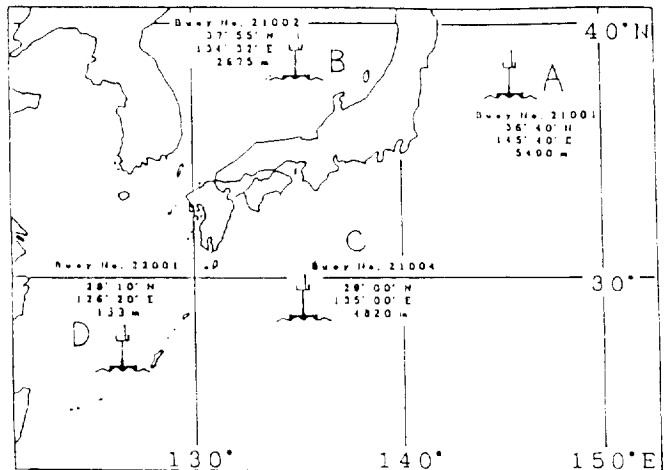 Buoy No. 21002
37° 55' N
134° 32' E
2675 m
B
40°N
A
Buoy No. 21001
36° 40' N
145° 40' E
m
C
Buoy No. 22001
28° 10' N
126° 20' E
133 m
D
Buoy No. 21004
29° 00' N
135° 00' E
4820 m
30°
130°
140°
150°E